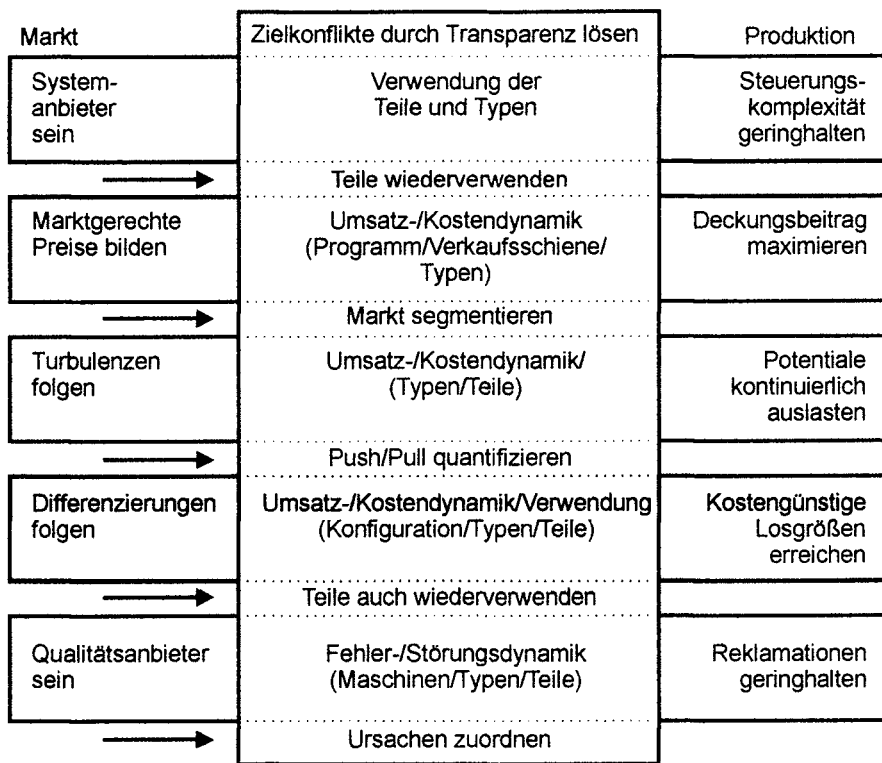 Markt
Zielkonflikte durch Transparenz lösen
Produktion
System-
anbieter
sein
Verwendung der
Teile und Typen
Steuerungs-
komplexität
geringhalten
Teile wiederverwenden
Marktgerechte
Preise bilden
Umsatz-/Kostendynamik
(Programm/Verkaufsschiene/
Typen)
Deckungsbeitrag
maximieren
Markt segmentieren
Turbulenzen
folgen
Umsatz-/Kostendynamik/
(Typen/Teile)
Potentiale
kontinuierlich
auslasten
Push/Pull quantifizieren
Differenzierungen
folgen
Umsatz-/Kostendynamik/Verwendung
(Konfiguration/Typen/Teile)
Kostengünstige
Losgrößen
erreichen
Teile auch wiederverwenden
Qualitätsanbieter
sein
Fehler-/Störungsdynamik
(Maschinen/Typen/Teile)
Reklamationen
geringhalten
Ursachen zuordnen